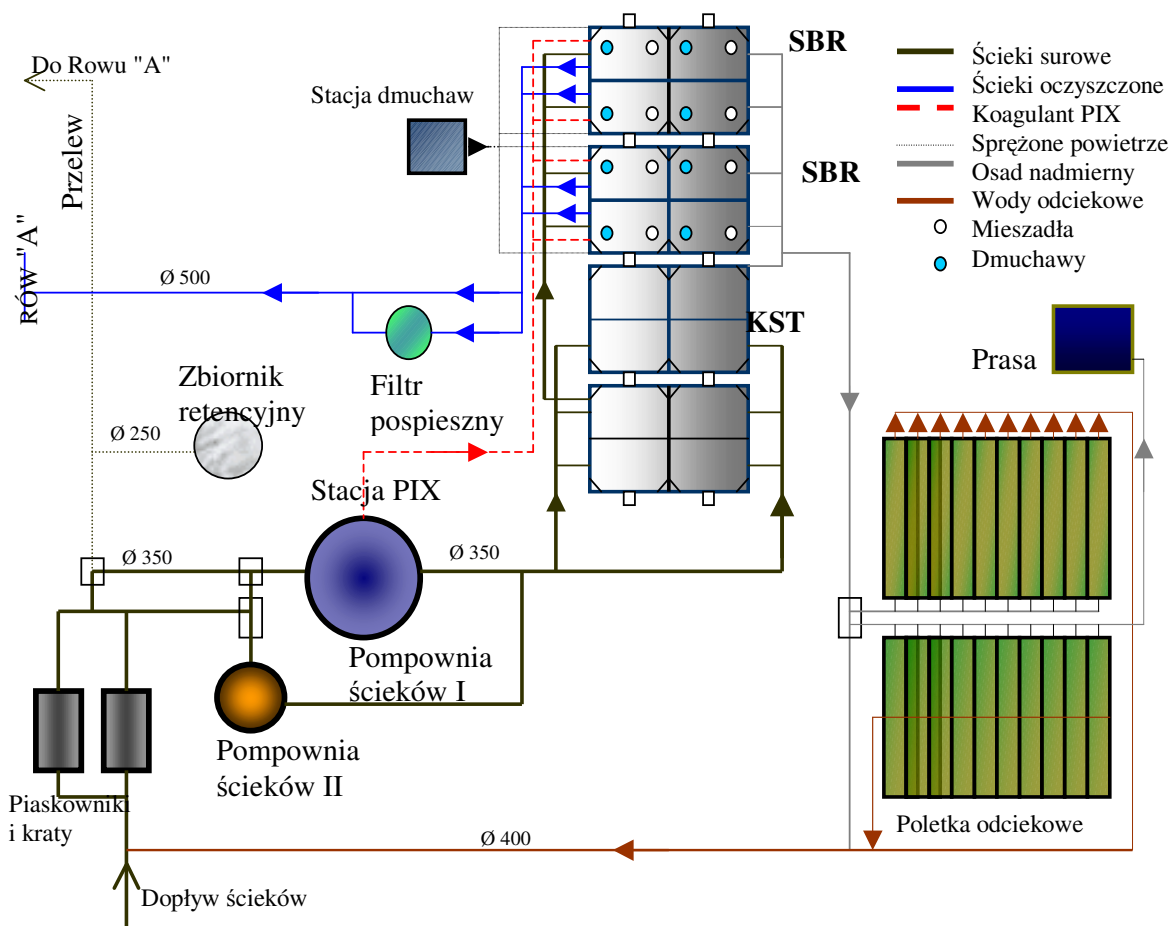 Do Rowu "A"
Przelew
RÓW "A"
Stacja dmuchaw
SBR
SBR
KST
Ścieki surowe
Ścieki oczyszczone
Koagulant PIX
Sprężone powietrze
Osad nadmierny
Wody odciekowe
Mieszadła
Dmuchawy
Ø 500
Zbiornik
retencyjny
Filtr
pospieszny
Prasa
Ø 250
Stacja PIX
Ø 350
Ø 350
Pompownia
ścieków I
Pompownia
ścieków II
Piaskowniki
i kraty
Poletka odciekowe
Ø 400
Dopływ ścieków